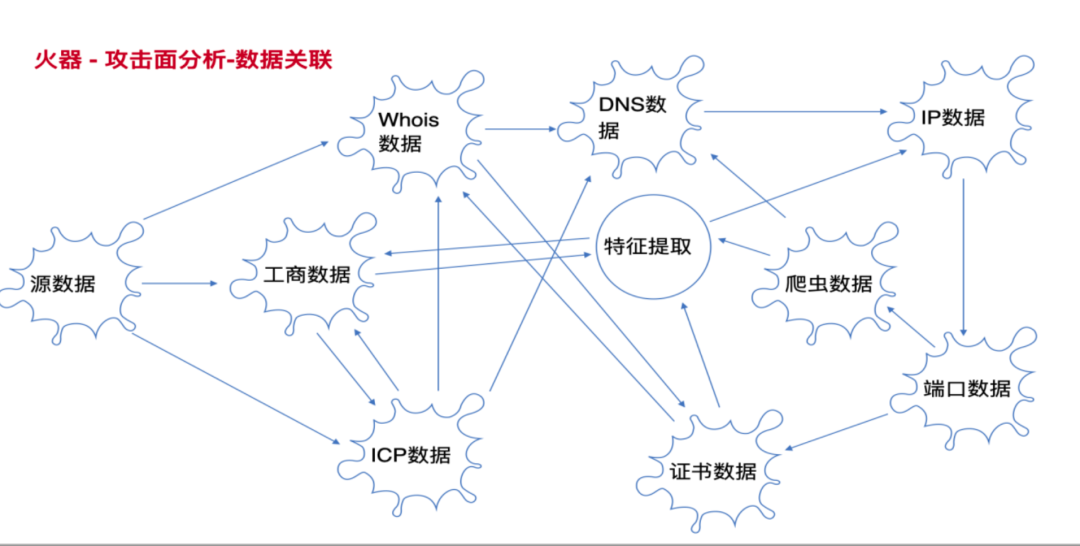 火器 - 攻击面分析-数据关联
Whois
数据
DNS数
据
IP数据
源数据
工商数据
特征提取
爬虫数据
端口数据
ICP数据
证书数据